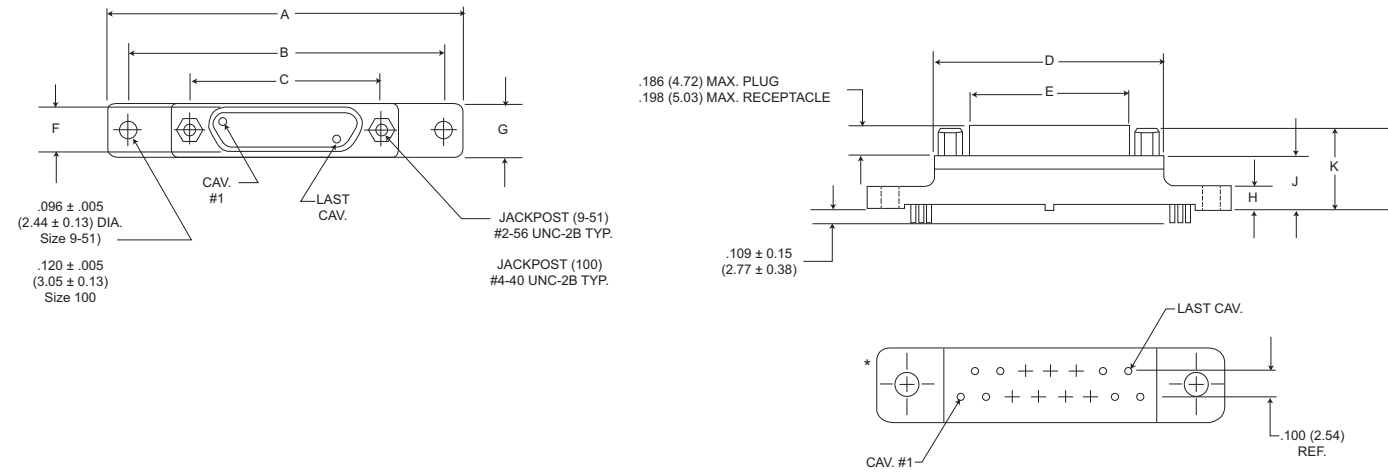 A
B
C
F
G
CAV.
#1
LAST
CAV.
.096 ± .005
(2.44 ± 0.13) DIA.
Size 9-51)
.120 ± .005
(3.05 ± 0.13)
Size 100
JACKPOST (9-51)
#2-56 UNC-2B TYP.
JACKPOST (100)
#4-40 UNC-2B TYP.
D
.186 (4.72) MAX. PLUG
.198 (5.03) MAX. RECEPTACLE
E
K
J
H
.109 ± 0.15
(2.77 ± 0.38)
LAST CAV.
*
CAV. #1
.100 (2.54)
REF.